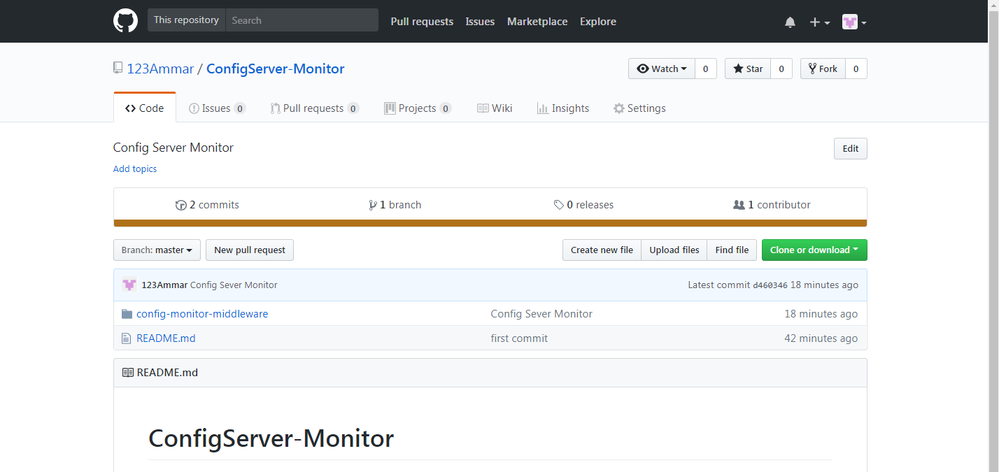 This repository Search Pull requests Issues Marketplace Explore
123Ammar / ConfigServer-Monitor Watch 0 Star 0 Fork 0
Code Issues 0 Pull requests 0 Projects 0 Wiki Insights Settings
Config Server Monitor Edit
Add topics
2 commits 1 branch 0 releases 1 contributor
Branch: master New pull request Create new file Upload files Find file Clone or download
123Ammar Config Sever Monitor Latest commit d460346 18 minutes ago
config-monitor-middleware Config Sever Monitor 18 minutes ago
README.md first commit 42 minutes ago
README.md
ConfigServer-Monitor